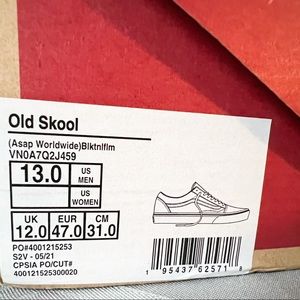 Old Skool
(Asap Worldwide)Blktnlflm
VN0A7Q2J459
13.0 US MEN US
UK EUR CM
12.0 47.0 31.0
PO#4001215253
S2V - 05/21
CPSIA PO/CUT#
400121525300020
1 95437 62571 8